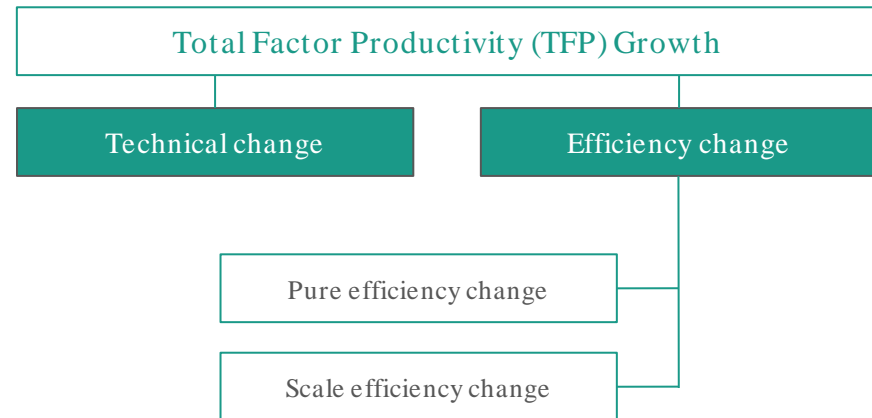 Total Factor Productivity (TFP) Growth
Technical change
Efficiency change
Pure efficiency change
Scale efficiency change